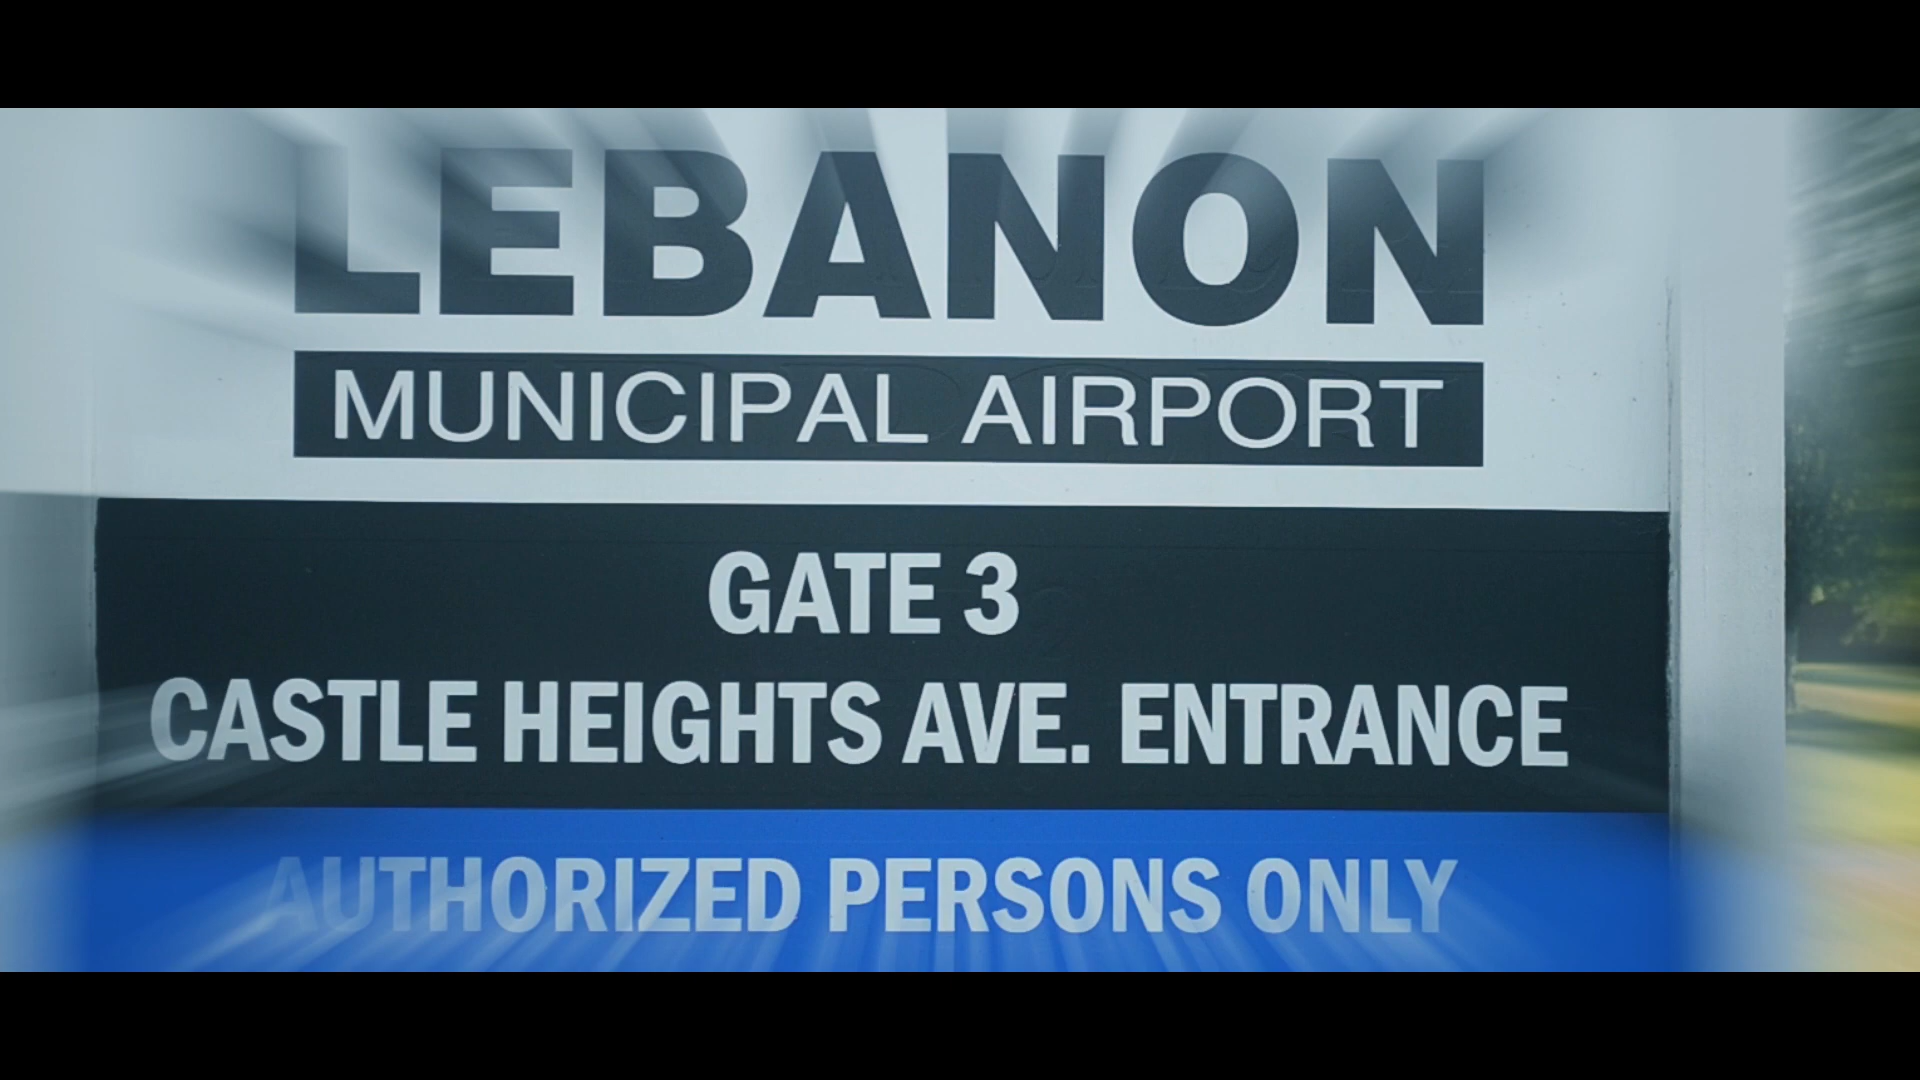 LEBANON
MUNICIPAL AIRPORT
GATE 3
CASTLE HEIGHTS AVE. ENTRANCE
AUTHORIZED PERSONS ONLY